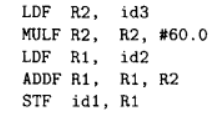 LDF R2, id3
MULF R2, R2, #60.0
LDF R1, id2
ADDF R1, R1, R2
STF id1, R1